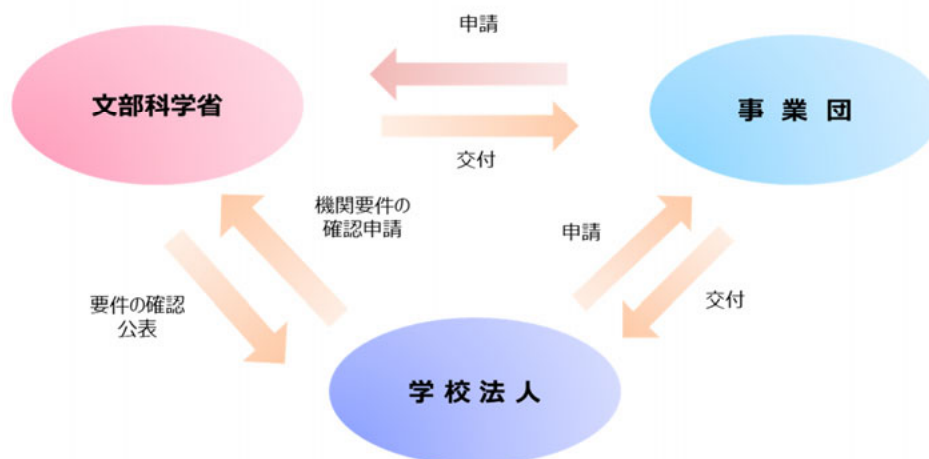 申請
文部科学省
事業団
交付
機関要件の
確認申請
申請
要件の確認
公表
交付
学校法人